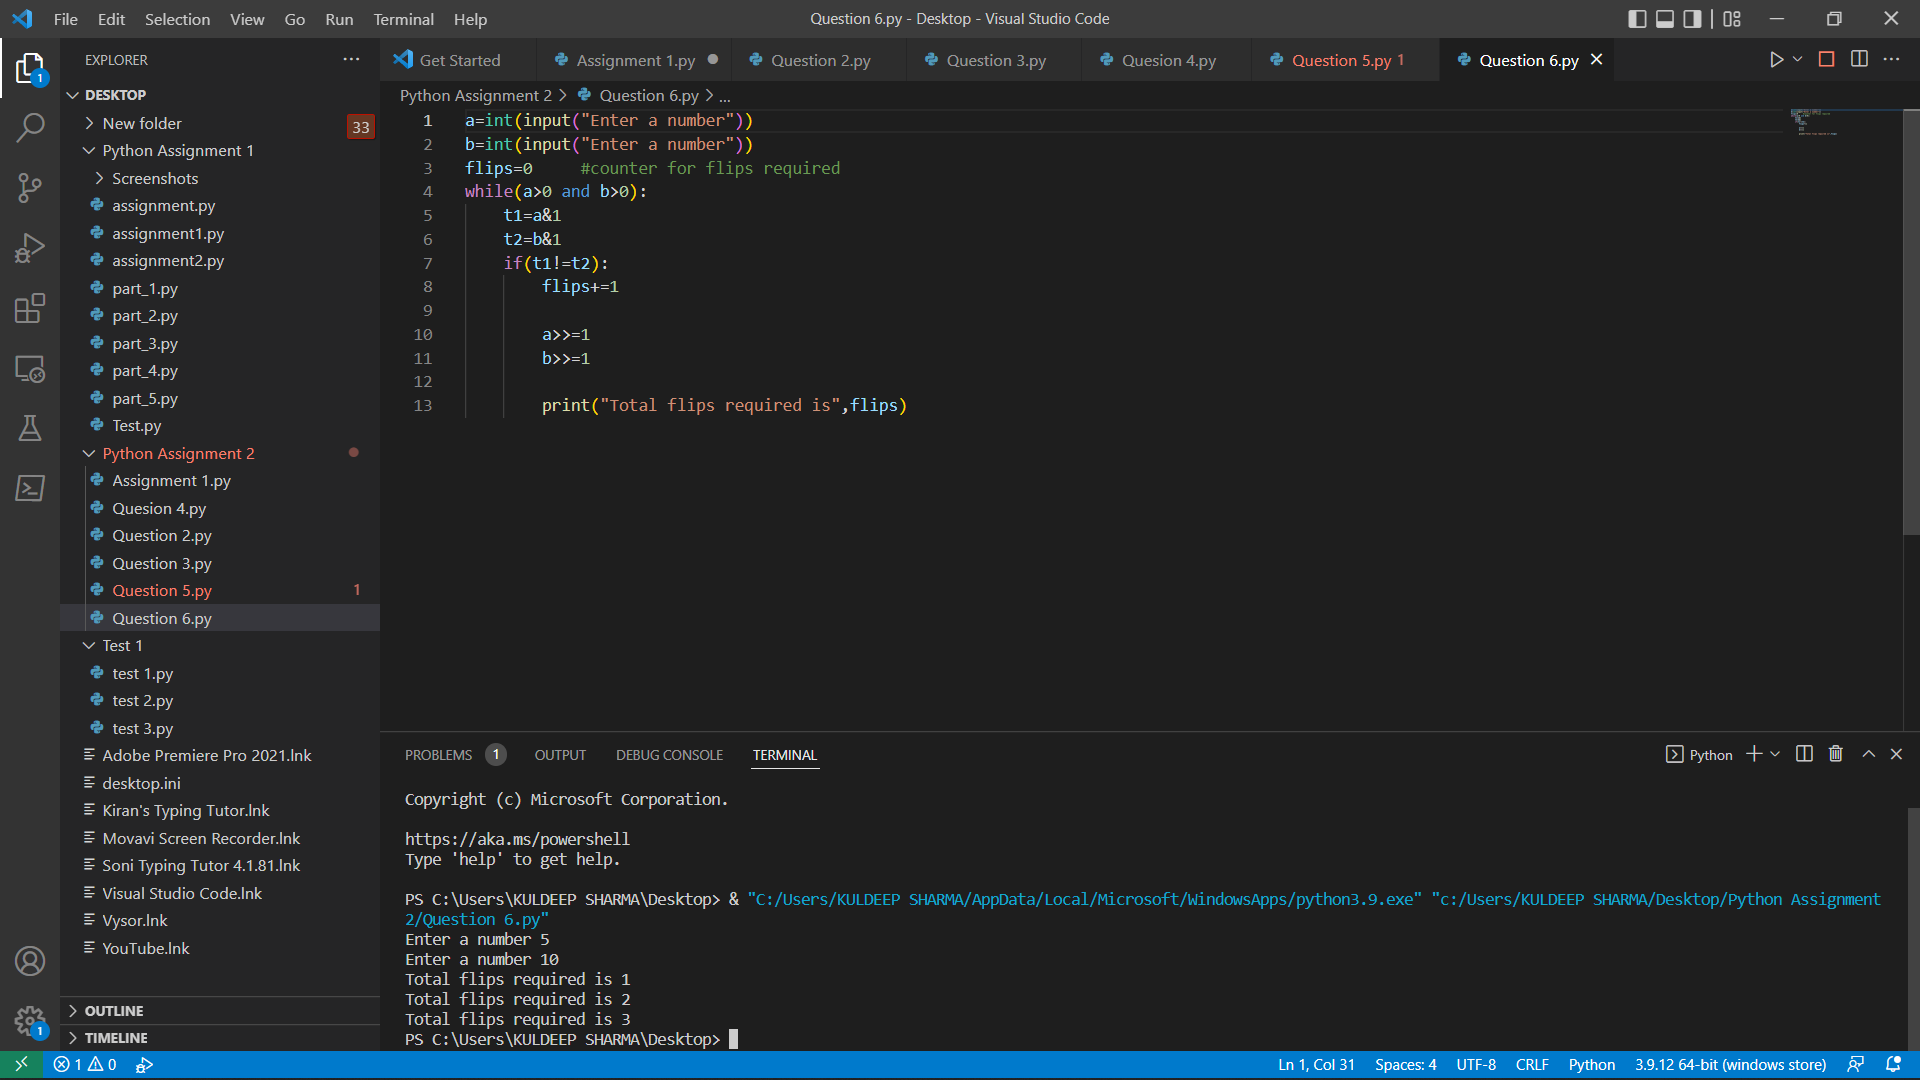 File Edit Selection View Go Run Terminal Help
Question 6.py - Desktop - Visual Studio Code
EXPLORER
Get Started
Assignment 1.py
Question 2.py
Question 3.py
Quesion 4.py
Question 5.py 1
Question 6.py
DESKTOP
New folder
33
Python Assignment 1
Screenshots
assignment.py
assignment1.py
assignment2.py
part_1.py
part_2.py
part_3.py
part_4.py
part_5.py
Test.py
Python Assignment 2
Assignment 1.py
Quesion 4.py
Question 2.py
Question 3.py
Question 5.py 1
Question 6.py
Test 1
test 1.py
test 2.py
test 3.py
Adobe Premiere Pro 2021.lnk
desktop.ini
Kiran's Typing Tutor.lnk
Movavi Screen Recorder.lnk
Soni Typing Tutor 4.1.81.lnk
Visual Studio Code.lnk
Vysor.lnk
YouTube.lnk
OUTLINE
TIMELINE
1
1
Python Assignment 2 > Question 6.py > ...
1 a=int(input("Enter a number"))
2 b=int(input("Enter a number"))
3 flips=0     #counter for flips required
4 while(a>0 and b>0):
5     t1=a&1
6     t2=b&1
7     if(t1!=t2):
8         flips+=1
9
10         a>>=1
11         b>>=1
12
13         print("Total flips required is",flips)
PROBLEMS 1 OUTPUT DEBUG CONSOLE TERMINAL
Python
Copyright (c) Microsoft Corporation.
https://aka.ms/powershell
Type 'help' to get help.
PS C:\Users\KULDEEP SHARMA\Desktop> & "C:/Users/KULDEEP SHARMA/AppData/Local/Microsoft/WindowsApps/python3.9.exe" "c:/Users/KULDEEP SHARMA/Desktop/Python Assignment
2/Question 6.py"
Enter a number 5
Enter a number 10
Total flips required is 1
Total flips required is 2
Total flips required is 3
PS C:\Users\KULDEEP SHARMA\Desktop>
1 0
Ln 1, Col 31 Spaces: 4 UTF-8 CRLF Python 3.9.12 64-bit (windows store)